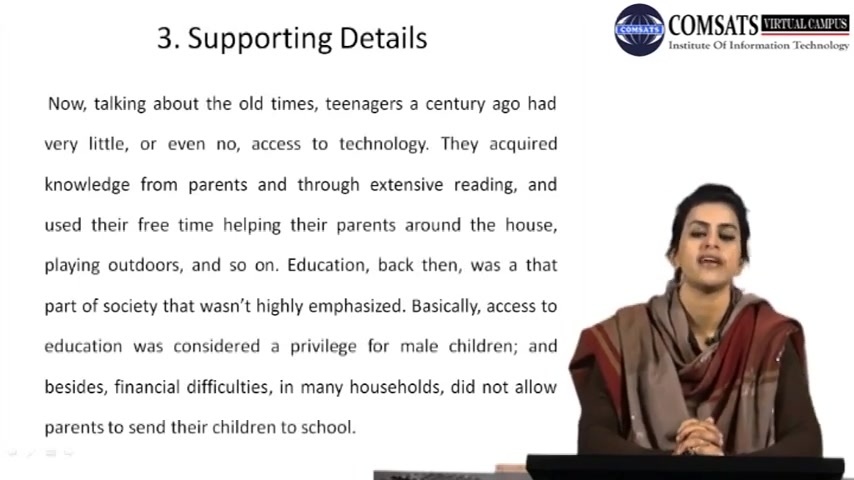 3. Supporting Details
COMSATS
COMSATS VIRTUAL CAMPUS
Institute Of Information Technology
Now, talking about the old times, teenagers a century ago had
very little, or even no, access to technology. They acquired
knowledge from parents and through extensive reading, and
used their free time helping their parents around the house,
playing outdoors, and so on. Education, back then, was a that
part of society that wasn't highly emphasized. Basically, access to
education was considered a privilege for male children; and
besides, financial difficulties, in many households, did not allow
parents to send their children to school.